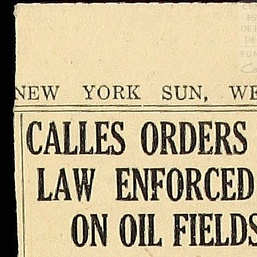 NEW YORK SUN, WE
CALLES ORDERS
LAW ENFORCED
ON OIL FIELDS